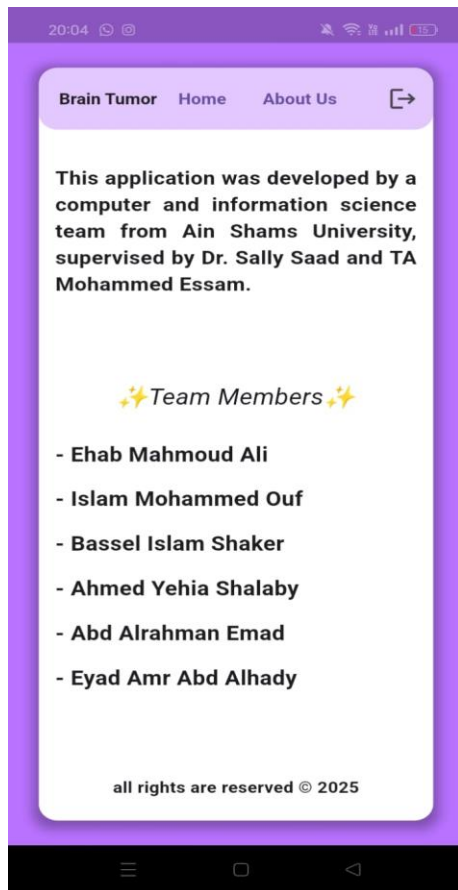 20:04
15
Brain Tumor Home About Us
This application was developed by a
computer and information science
team from Ain Shams University,
supervised by Dr. Sally Saad and TA
Mohammed Essam.
✨Team Members✨
- Ehab Mahmoud Ali
- Islam Mohammed Ouf
- Bassel Islam Shaker
- Ahmed Yehia Shalaby
- Abd Alrahman Emad
- Eyad Amr Abd Alhady
all rights are reserved © 2025